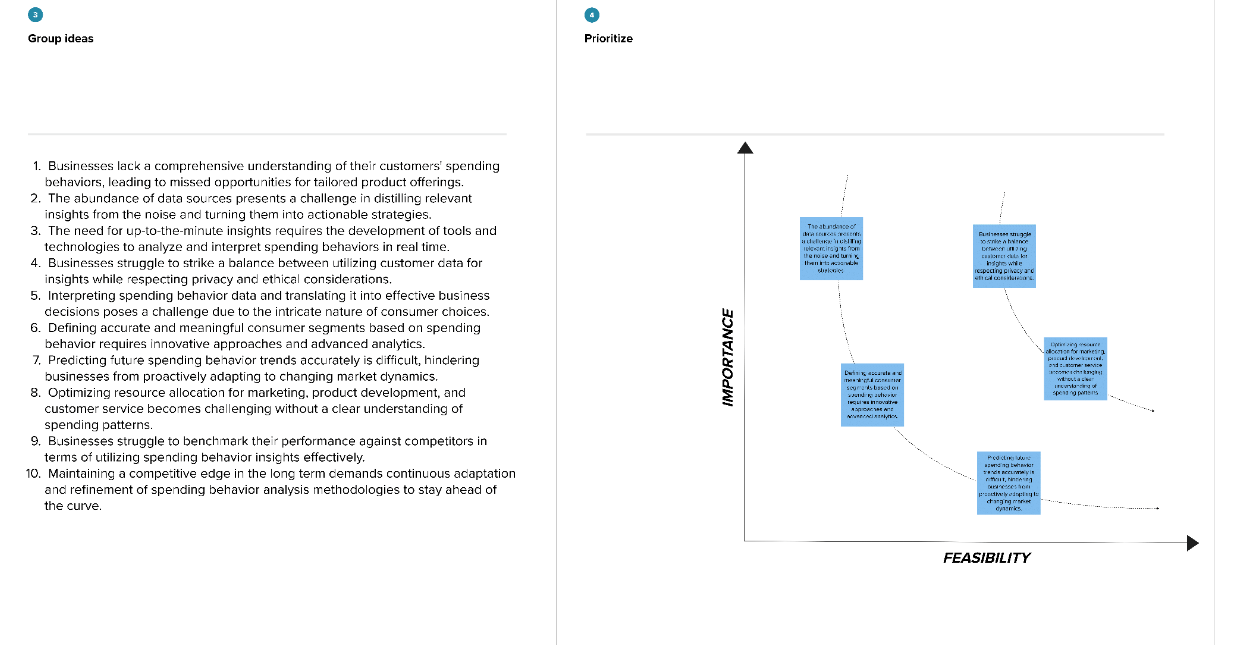 3
Group ideas
1. Businesses lack a comprehensive understanding of their customers' spending
behaviors, leading to missed opportunities for tailored product offerings.
2. The abundance of data sources presents a challenge in distilling relevant
insights from the noise and turning them into actionable strategies.
3. The need for up-to-the-minute insights requires the development of tools and
technologies to analyze and interpret spending behaviors in real time.
4. Businesses struggle to strike a balance between utilizing customer data for
insights while respecting privacy and ethical considerations.
5. Interpreting spending behavior data and translating it into effective business
decisions poses a challenge due to the intricate nature of consumer choices.
6. Defining accurate and meaningful consumer segments based on spending
behavior requires innovative approaches and advanced analytics.
7. Predicting future spending behavior trends accurately is difficult, hindering
businesses from proactively adapting to changing market dynamics.
8. Optimizing resource allocation for marketing, product development, and
customer service becomes challenging without a clear understanding of
spending patterns.
9. Businesses struggle to benchmark their performance against competitors in
terms of utilizing spending behavior insights effectively.
10. Maintaining a competitive edge in the long term demands continuous adaptation
and refinement of spending behavior analysis methodologies to stay ahead of
the curve.
4
Prioritize
The abundance of
data sources presents
a challenge in distilling
relevant insights from
the noise and turning
them into actionable
strategies
Businesses struggle
to strike a balance
between utilizing
customer data for
insights while
respecting privacy and
ethical considerations.
Optimizing resource
allocation for marketing,
product development,
and customer service
becomes challenging
without a clear
understanding of
spending patterns
Defining accurate and
meaningful consumer
segments based on
spending behavior
requires innovative
approaches and
advanced analytics.
Predicting future
spending behavior
trends accurately is
difficult, hindering
businesses from
proactively adapting to
changing market
dynamics.
IMPORTANCE
FEASIBILITY